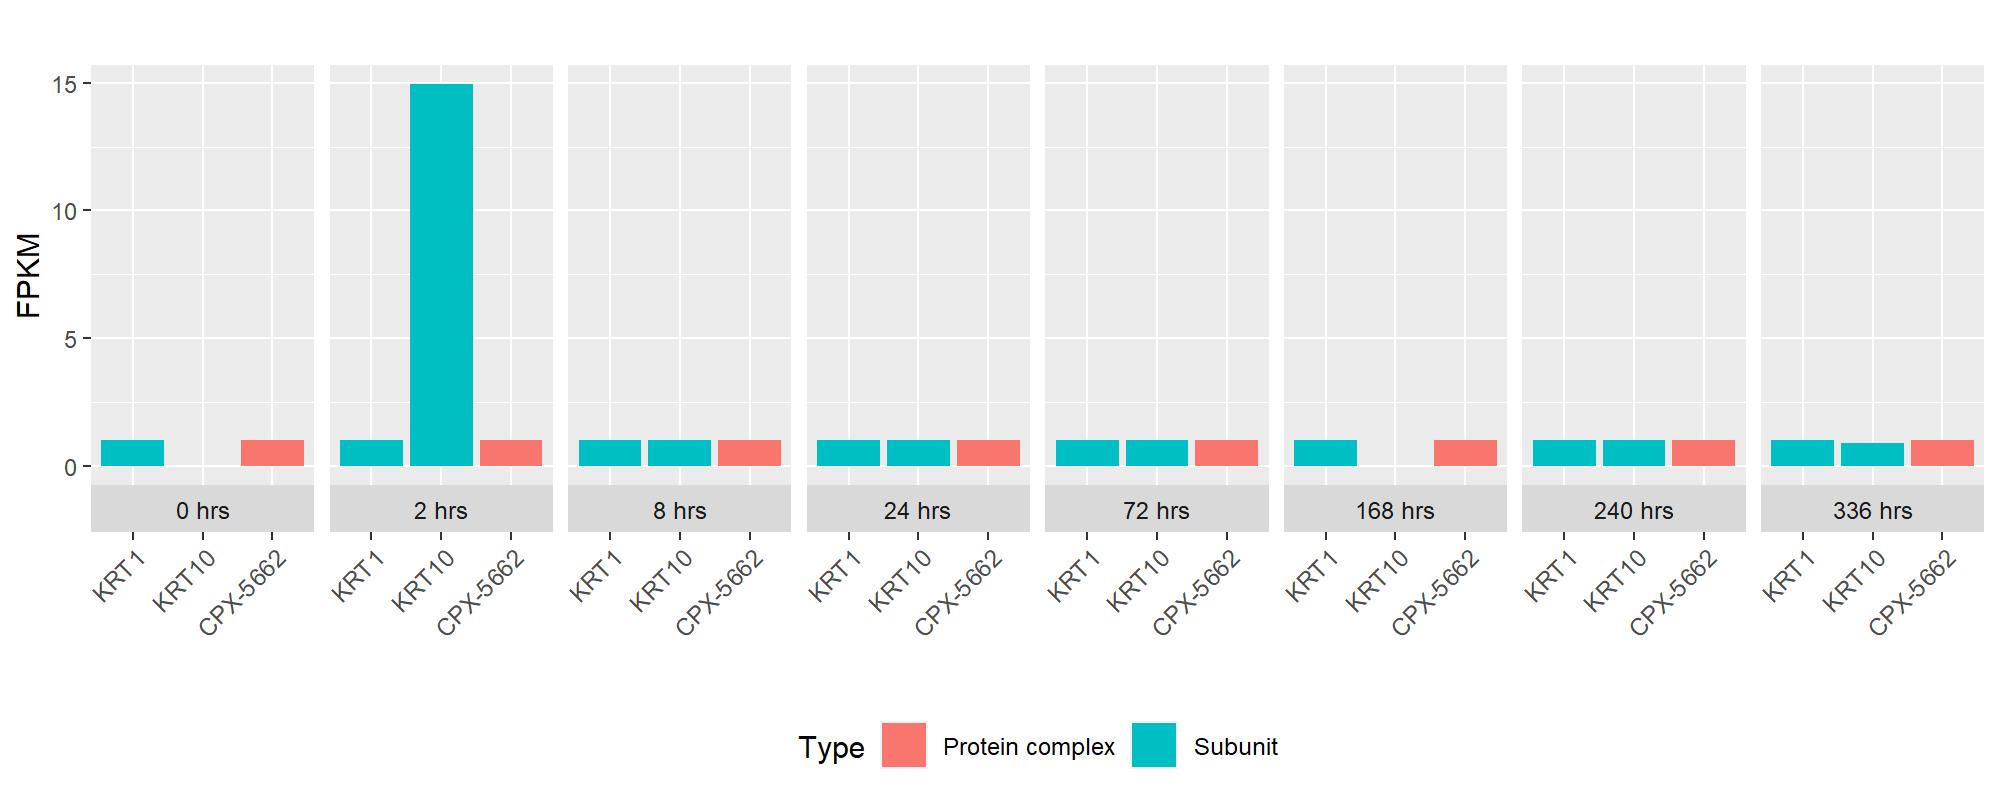 FPKM
15
10
5
0
0 hrs 2 hrs 8 hrs 24 hrs 72 hrs 168 hrs 240 hrs 336 hrs
KRT1 KRT10 CPX-5662 KRT1 KRT10 CPX-5662 KRT1 KRT10 CPX-5662 KRT1 KRT10 CPX-5662 KRT1 KRT10 CPX-5662 KRT1 KRT10 CPX-5662 KRT1 KRT10 CPX-5662 KRT1 KRT10 CPX-5662
Type Protein complex Subunit